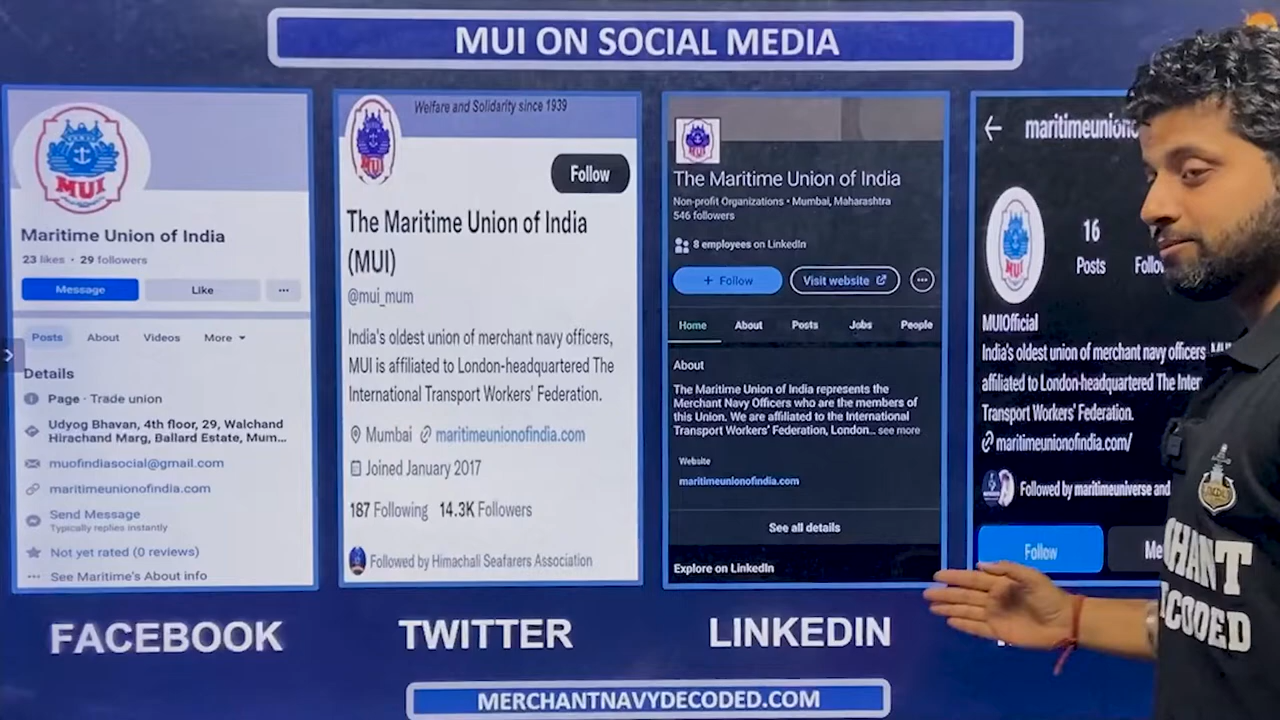 MUI ON SOCIAL MEDIA
MUI
Maritime Union of India
23 likes • 29 followers
Message
Like
...
Posts
About
Videos
More
Details
Page · Trade union
Udyog Bhavan, 4th floor, 29, Walchand
Hirachand Marg, Ballard Estate, Mum...
muofindiasocial@gmail.com
maritimeunionofindia.com
Send Message
Typically replies instantly
Not yet rated (0 reviews)
... See Maritime's About info
FACEBOOK
Welfare and Solidarity since 1939
MUI
Follow
The Maritime Union of India
(MUI)
@mui_mum
India's oldest union of merchant navy officers,
MUI is affiliated to London-headquartered The
International Transport Workers' Federation.
Mumbai maritimeunionofindia.com
Joined January 2017
187 Following 14.3K Followers
Followed by Himachali Seafarers Association
TWITTER
MUI
The Maritime Union of India
Non-profit Organizations • Mumbai, Maharashtra
546 followers
8 employees on LinkedIn
+ Follow
Visit website
...
Home
About
Posts
Jobs
People
About
The Maritime Union of India represents the
Merchant Navy Officers who are the members of
this Union. We are affiliated to the International
Transport Workers' Federation, London... see more
Website
maritimeunionofindia.com
See all details
Explore on LinkedIn
LINKEDIN
maritimeuniono
MUI
16
Posts
Follow
MUIOfficial
India's oldest union of merchant navy officers
affiliated to London-headquartered The Inter
Transport Workers' Federation.
maritimeunionofindia.com/
Followed by maritimeuniverse and
Follow
Me
HANT
ECODED
MERCHANTNAVYDECODED.COM